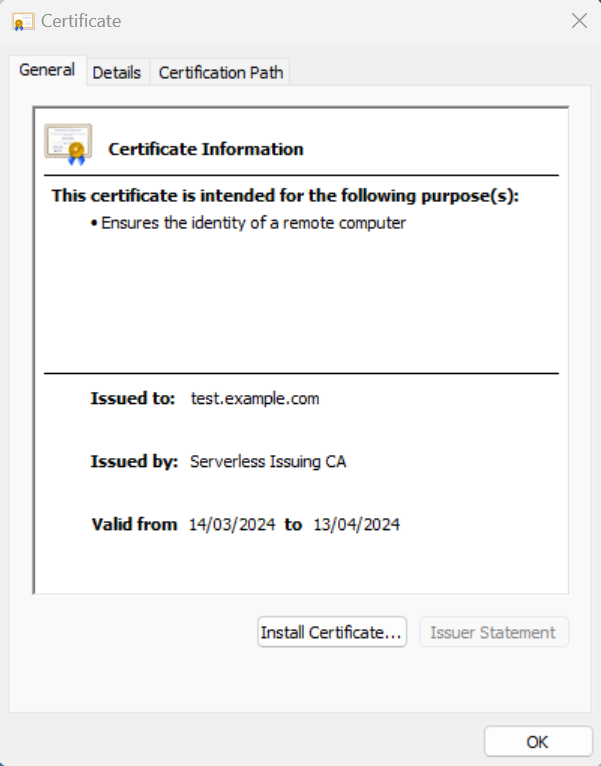 Certificate
General Details Certification Path
Certificate Information
This certificate is intended for the following purpose(s):
• Ensures the identity of a remote computer
Issued to: test.example.com
Issued by: Serverless Issuing CA
Valid from 14/03/2024 to 13/04/2024
Install Certificate... Issuer Statement
OK